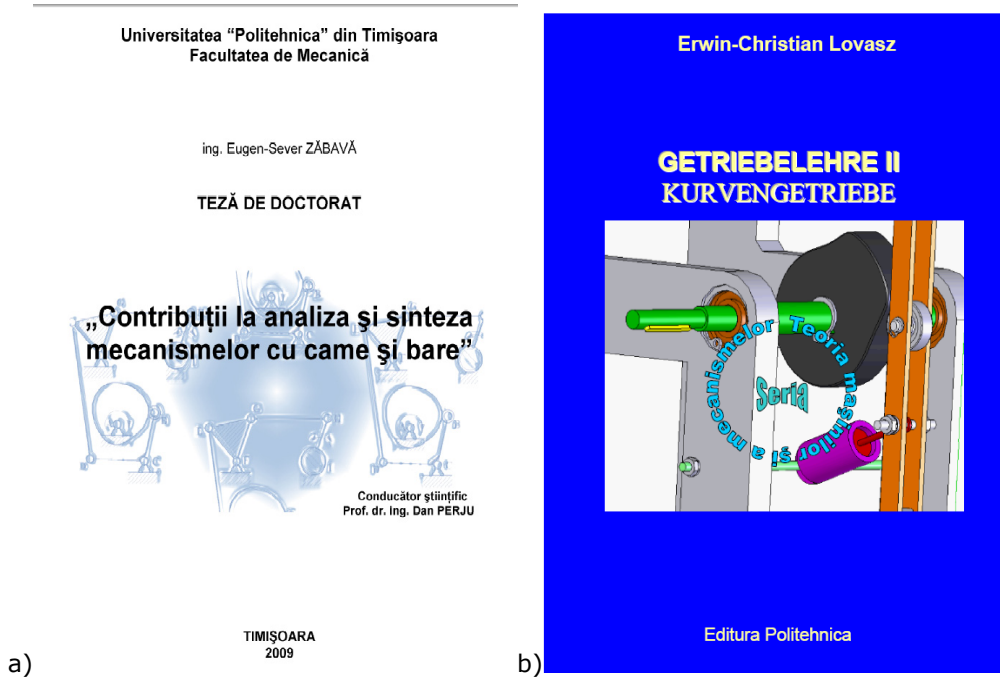 Universitatea “Politehnica” din Timişoara
Facultatea de Mecanică
ing. Eugen-Sever ZĂBAVĂ
TEZĂ DE DOCTORAT
„Contribuţii la analiza şi sinteza
mecanismelor cu came şi bare”
Conducător ştiinţific
Prof. dr. ing. Dan PERJU
TIMIŞOARA
2009
a)
Erwin-Christian Lovasz
GETRIEBELEHRE II
KURVENGETRIEBE
Seria
Teoria maşinilor şi a mecanismelor
Editura Politehnica
b)